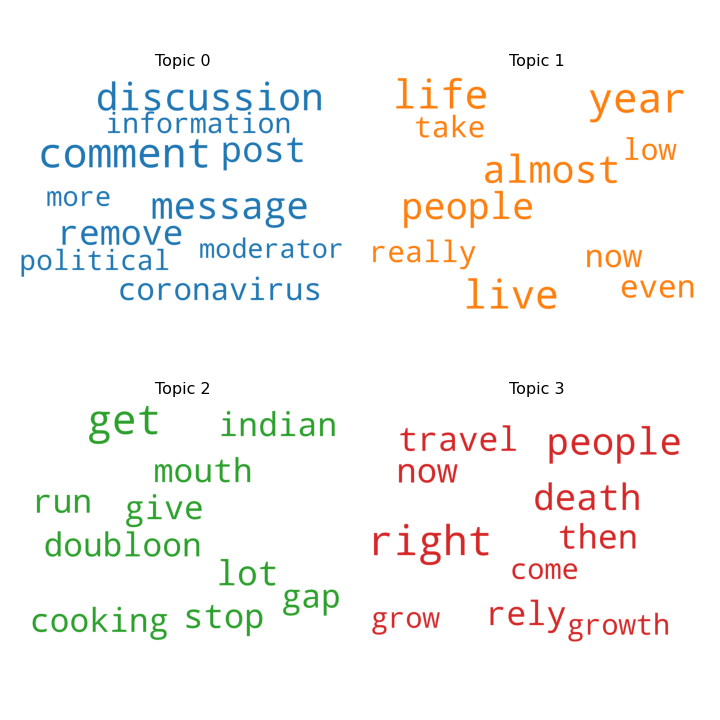 Topic 0
discussion
information
comment post
more
message
remove
moderator
political
coronavirus
Topic 1
life year
take
low
almost
people
really
now
even
live
Topic 2
get indian
mouth
run give
doubloon
lot
gap
cooking stop
Topic 3
travel people
now
death
right then
come
grow rely growth